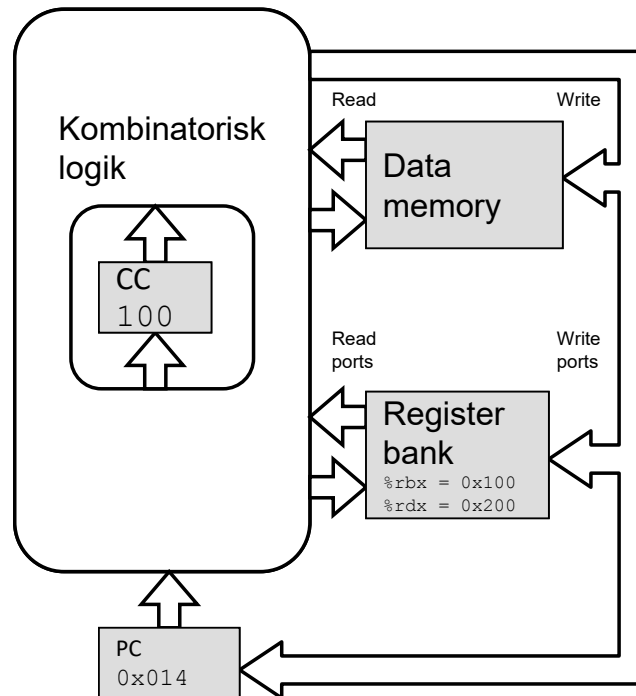 Kombinatorisk
logik
CC
100
Read
Write
Data
memory
Read
ports
Write
ports
Register
bank
%rbx = 0x100
%rdx = 0x200
PC
0x014